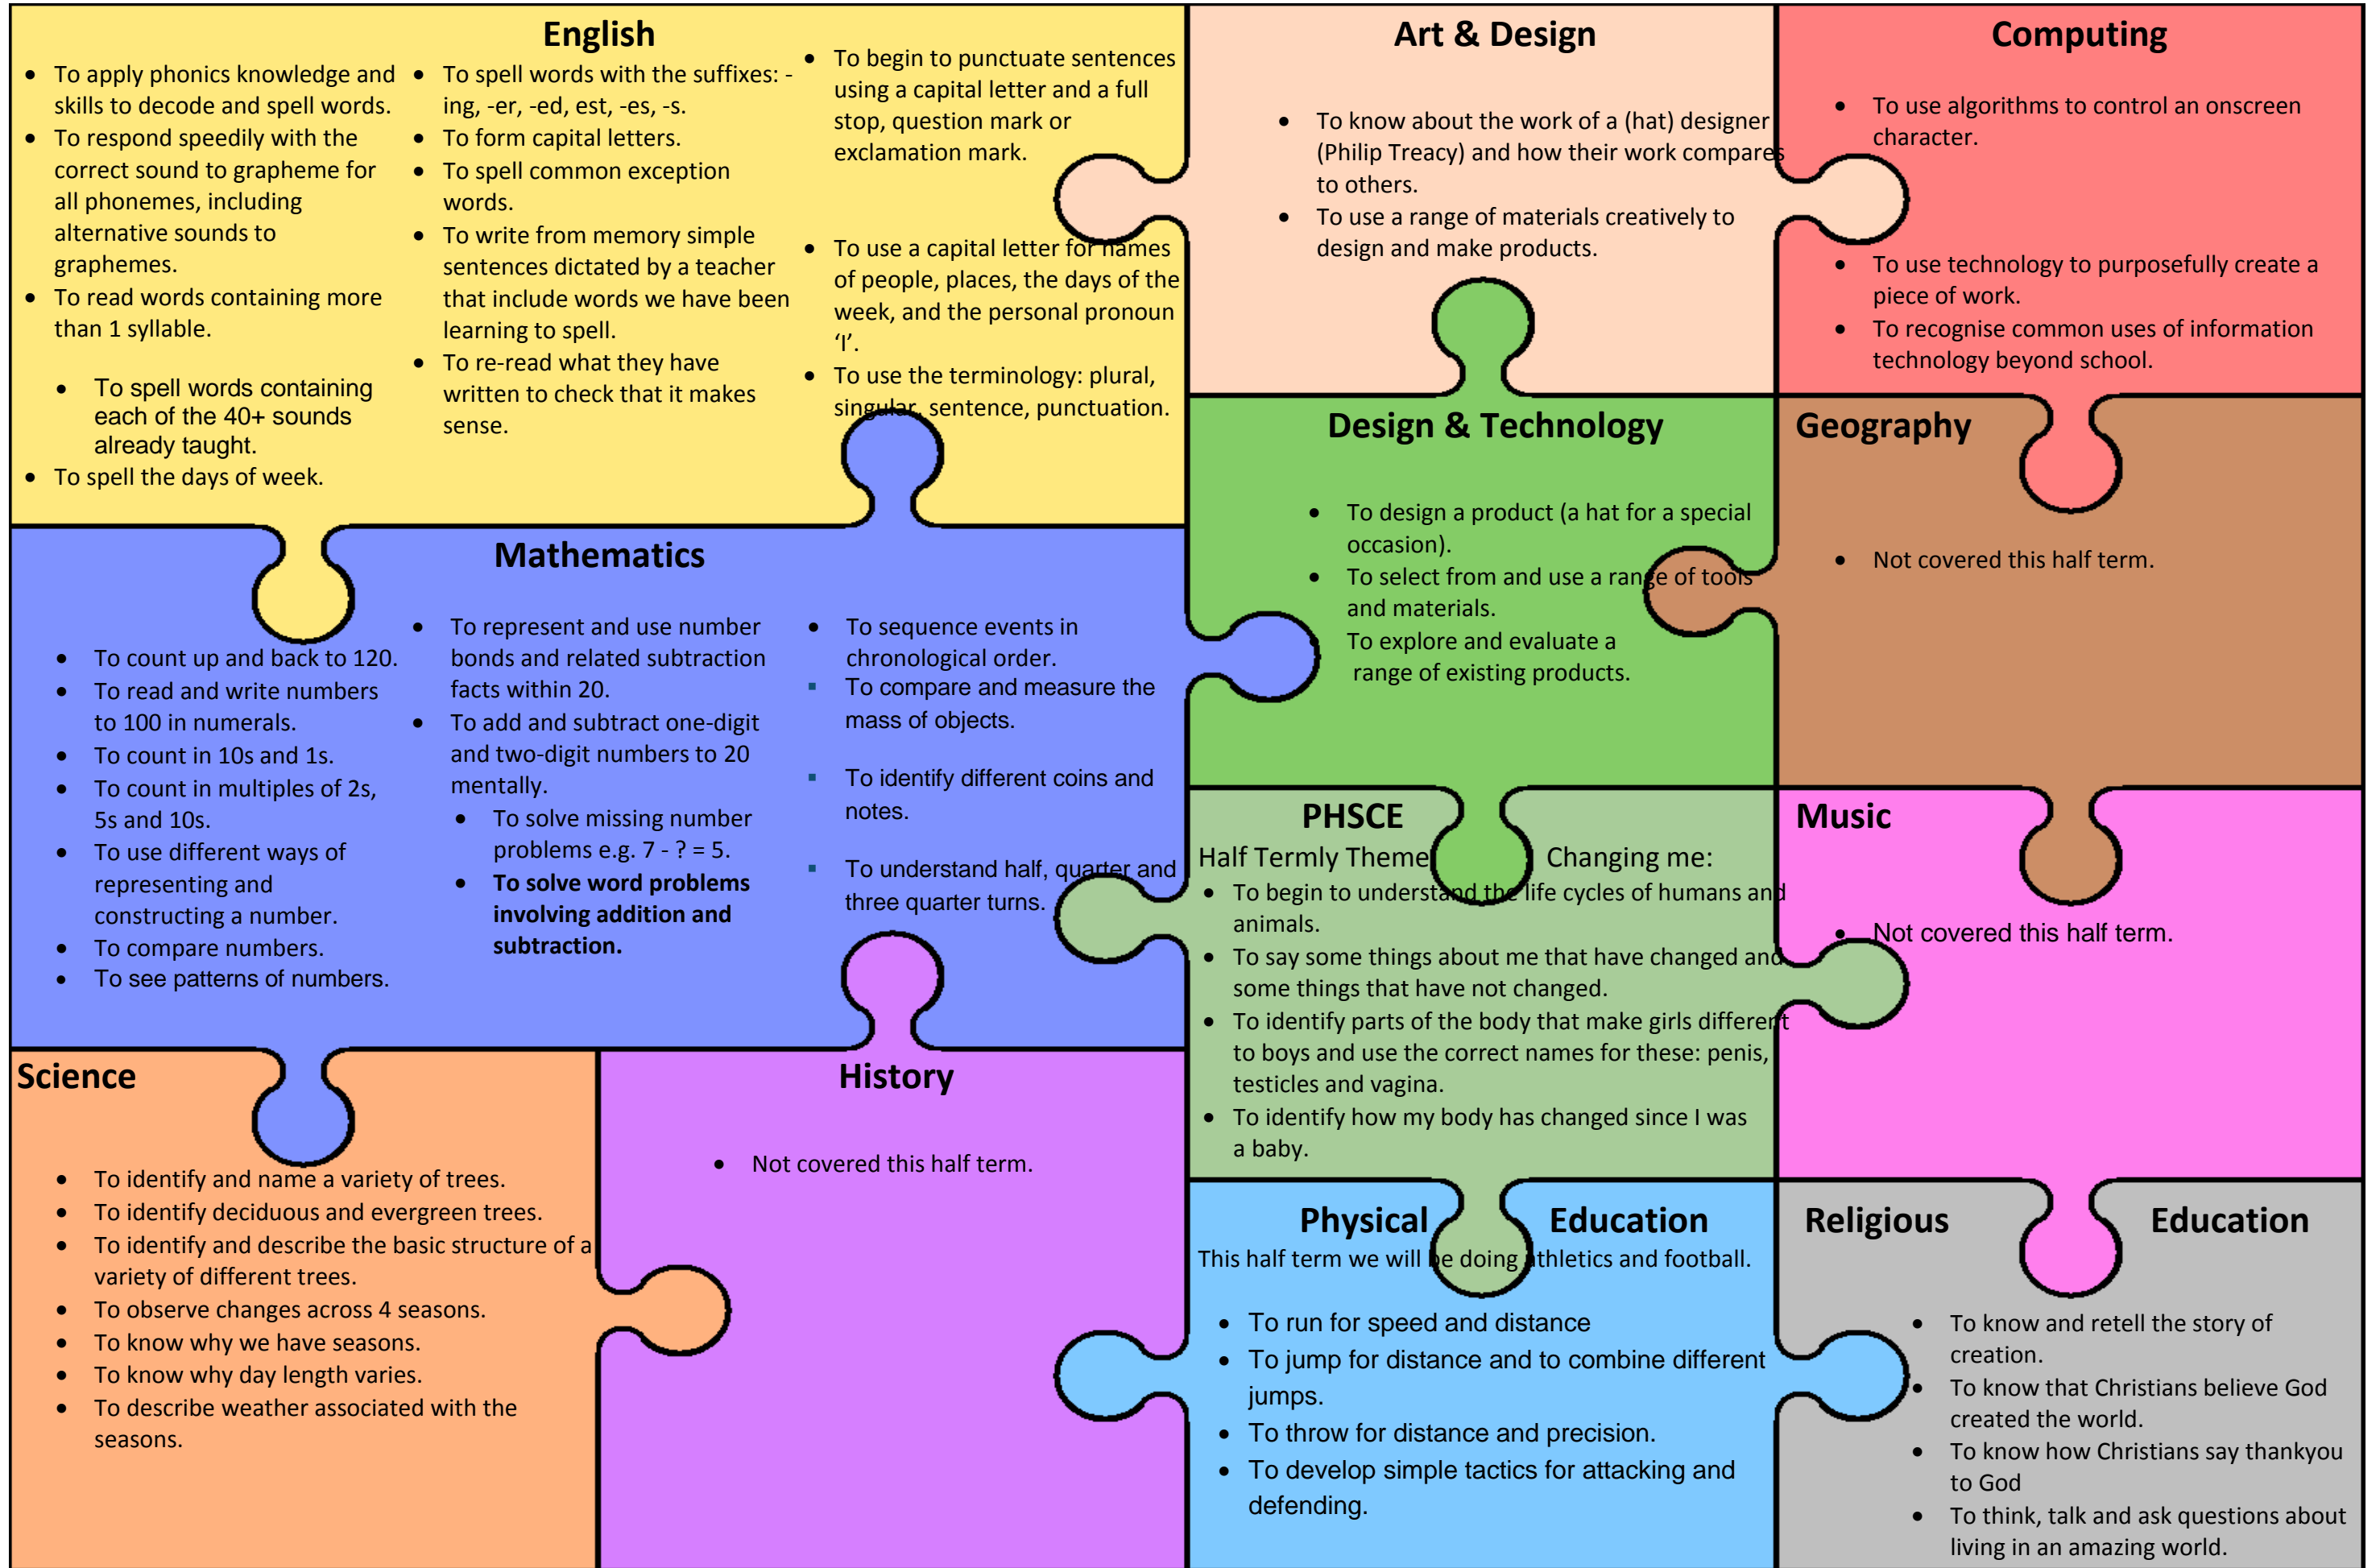 English
• To apply phonics knowledge and
skills to decode and spell words.
• To respond speedily with the
correct sound to grapheme for
all phonemes, including
alternative sounds to
graphemes.
• To read words containing more
than 1 syllable.
• To spell words containing
each of the 40+ sounds
already taught.
• To spell the days of week.
• To spell words with the suffixes: -
ing, -er, -ed, est, -es, -s.
• To form capital letters.
• To spell common exception
words.
• To write from memory simple
sentences dictated by a teacher
that include words we have been
learning to spell.
• To re-read what they have
written to check that it makes
sense.
• To begin to punctuate sentences
using a capital letter and a full
stop, question mark or
exclamation mark.
• To use a capital letter for names
of people, places, the days of the
week, and the personal pronoun
‘I’.
• To use the terminology: plural,
singular, sentence, punctuation.
Art & Design
• To know about the work of a (hat) designer
(Philip Treacy) and how their work compares
to others.
• To use a range of materials creatively to
design and make products.
Computing
• To use algorithms to control an onscreen
character.
• To use technology to purposefully create a
piece of work.
• To recognise common uses of information
technology beyond school.
Mathematics
• To count up and back to 120.
• To read and write numbers
to 100 in numerals.
• To count in 10s and 1s.
• To count in multiples of 2s,
5s and 10s.
• To use different ways of
representing and
constructing a number.
• To compare numbers.
• To see patterns of numbers.
• To represent and use number
bonds and related subtraction
facts within 20.
• To add and subtract one-digit
and two-digit numbers to 20
mentally.
• To solve missing number
problems e.g. 7 - ? = 5.
• To solve word problems
involving addition and
subtraction.
• To sequence events in
chronological order.
▪ To compare and measure the
mass of objects.
▪ To identify different coins and
notes.
▪ To understand half, quarter and
three quarter turns.
Design & Technology
• To design a product (a hat for a special
occasion).
• To select from and use a range of tools
and materials.
To explore and evaluate a
range of existing products.
Geography
• Not covered this half term.
PHSCE
Half Termly Theme Changing me:
• To begin to understand the life cycles of humans and
animals.
• To say some things about me that have changed and
some things that have not changed.
• To identify parts of the body that make girls different
to boys and use the correct names for these: penis,
testicles and vagina.
• To identify how my body has changed since I was
a baby.
Music
• Not covered this half term.
Science
• To identify and name a variety of trees.
• To identify deciduous and evergreen trees.
• To identify and describe the basic structure of a
variety of different trees.
• To observe changes across 4 seasons.
• To know why we have seasons.
• To know why day length varies.
• To describe weather associated with the
seasons.
History
• Not covered this half term.
Physical Education
This half term we will be doing athletics and football.
• To run for speed and distance
• To jump for distance and to combine different
jumps.
• To throw for distance and precision.
• To develop simple tactics for attacking and
defending.
Religious Education
• To know and retell the story of
creation.
• To know that Christians believe God
created the world.
• To know how Christians say thankyou
to God
• To think, talk and ask questions about
living in an amazing world.